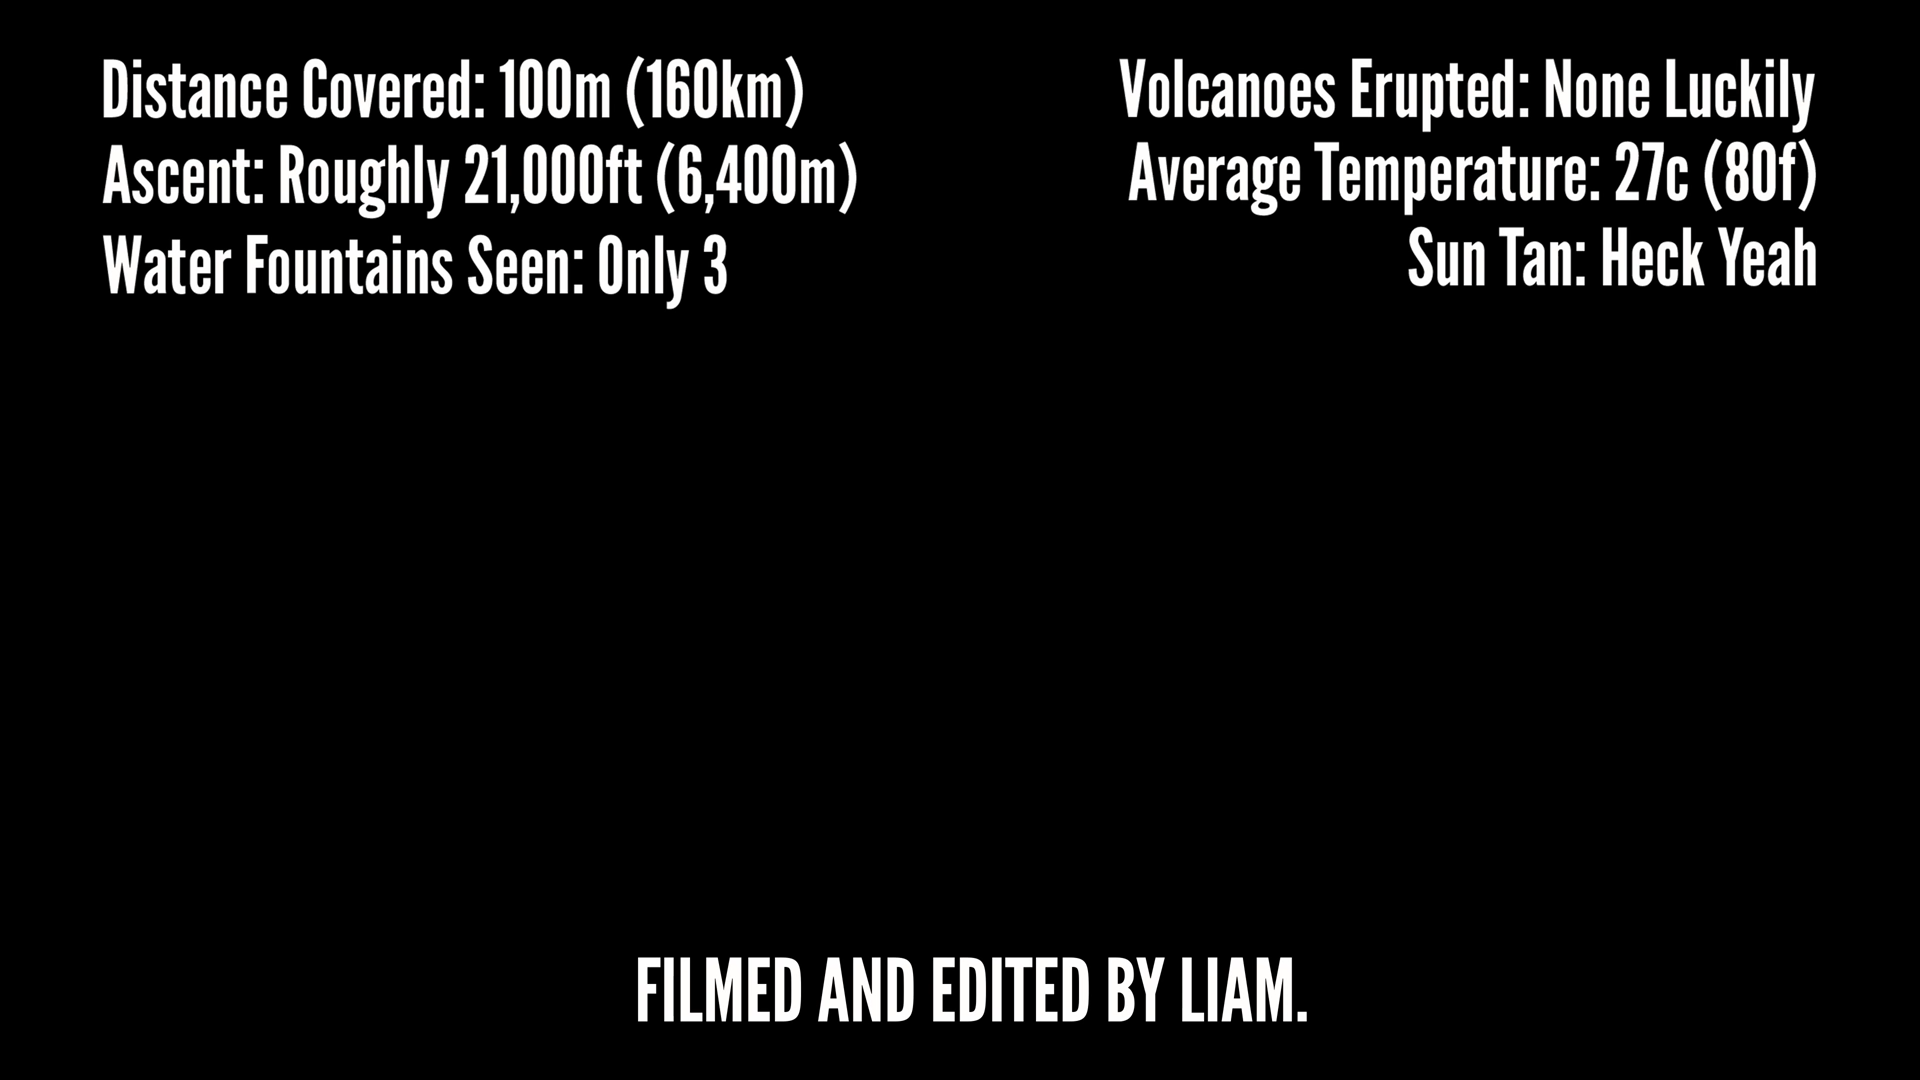 Distance Covered: 100m (160km)
Ascent: Roughly 21,000ft (6,400m)
Water Fountains Seen: Only 3
Volcanoes Erupted: None Luckily
Average Temperature: 27c (80f)
Sun Tan: Heck Yeah
FILMED AND EDITED BY LIAM.